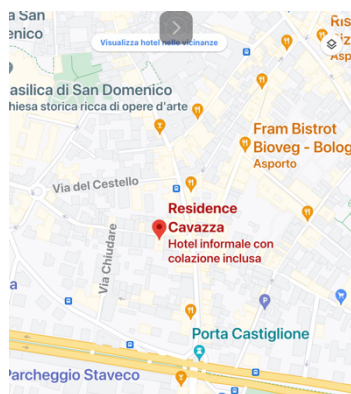 a San
enico
Visualizza hotel nelle vicinanze
Ris
iz
Asp
asilica di San Domenico
hiesa storica ricca di opere d'arte
Fram Bistrot
Bioveg - Bolog
Asporto
Via del Cestello
Residence
Cavazza
Hotel informale con
colazione inclusa
Via Chiudare
a
P
Porta Castiglione
Parcheggio Staveco